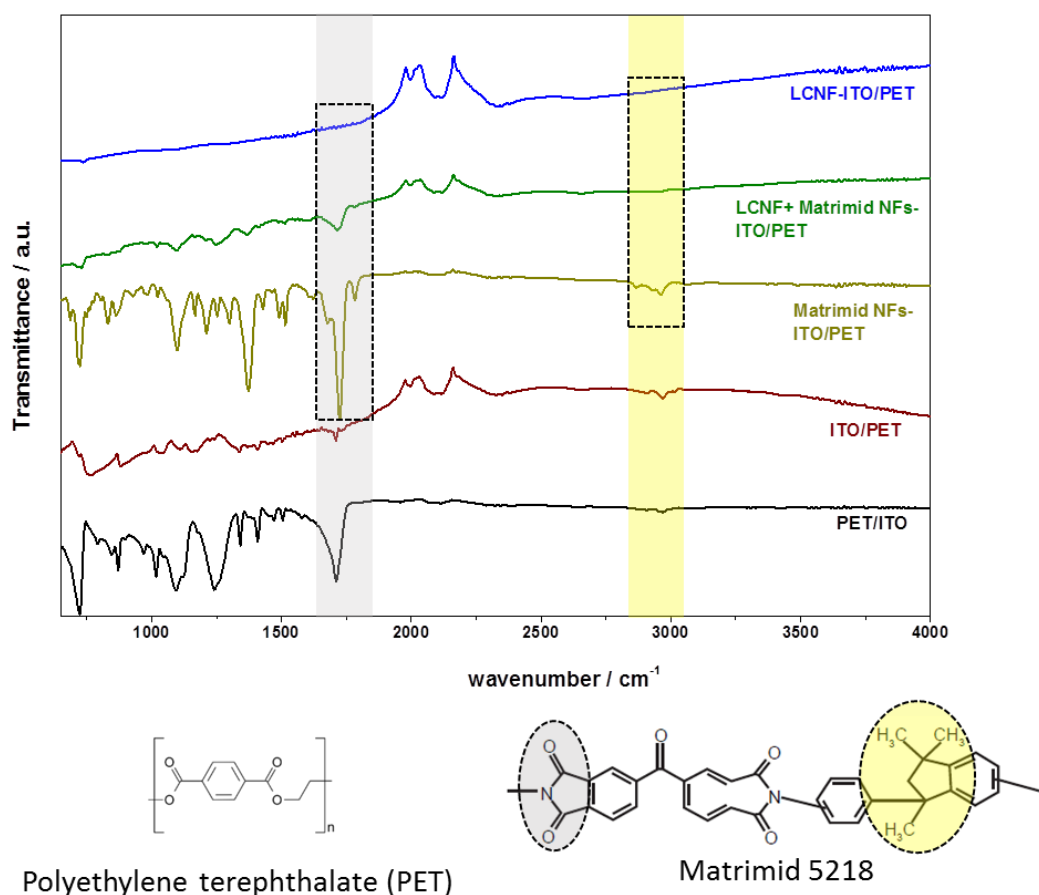 LCNF-ITO/PET
LCNF+ Matrimid NFs-
ITO/PET
Matrimid NFs-
ITO/PET
ITO/PET
PET/ITO
Transmittance / a.u.
1000 1500 2000 2500 3000 3500 4000
wavenumber / cm-1
O
O
O
O
n
Polyethylene terephthalate (PET)
O
N
O
O
O
N
O
H3C
CH3
CH3
Matrimid 5218